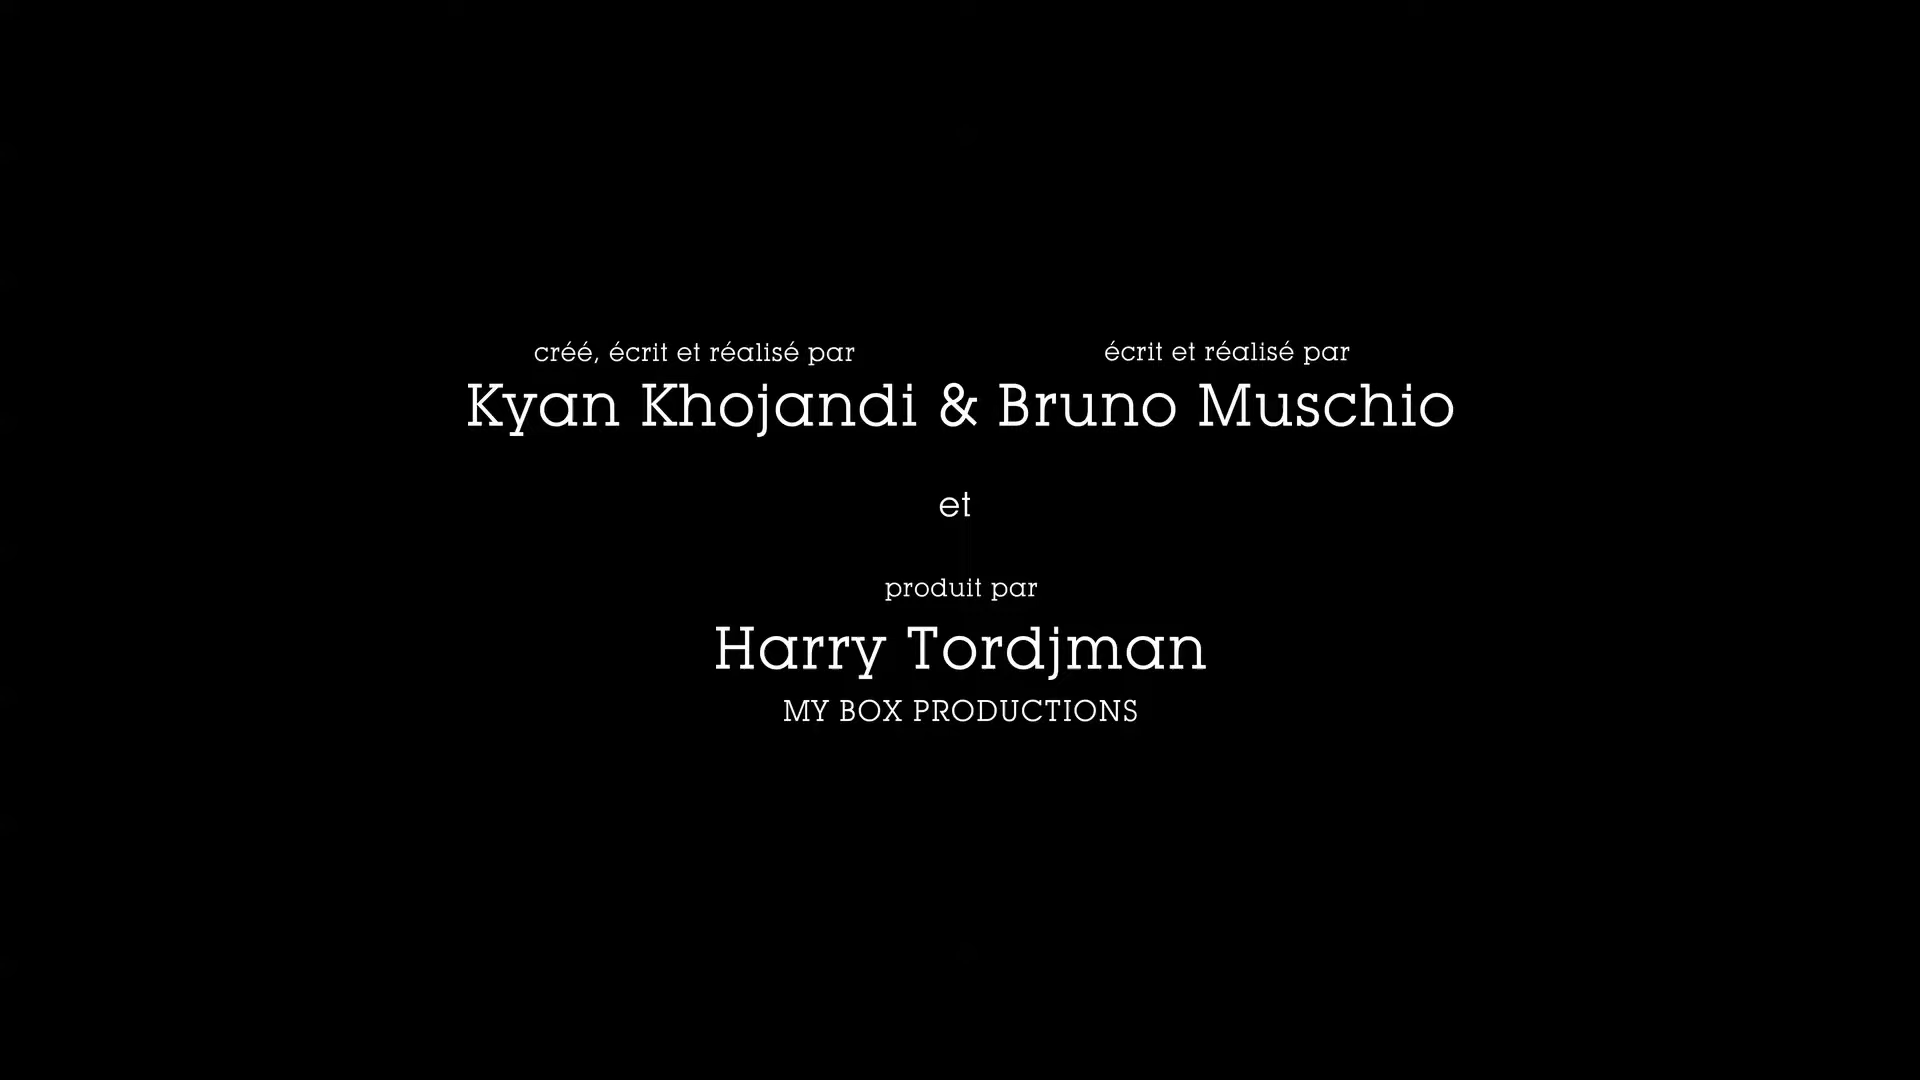 créé, écrit et réalisé par écrit et réalisé par
Kyan Khojandi & Bruno Muschio
et
produit par
Harry Tordjman
MY BOX PRODUCTIONS